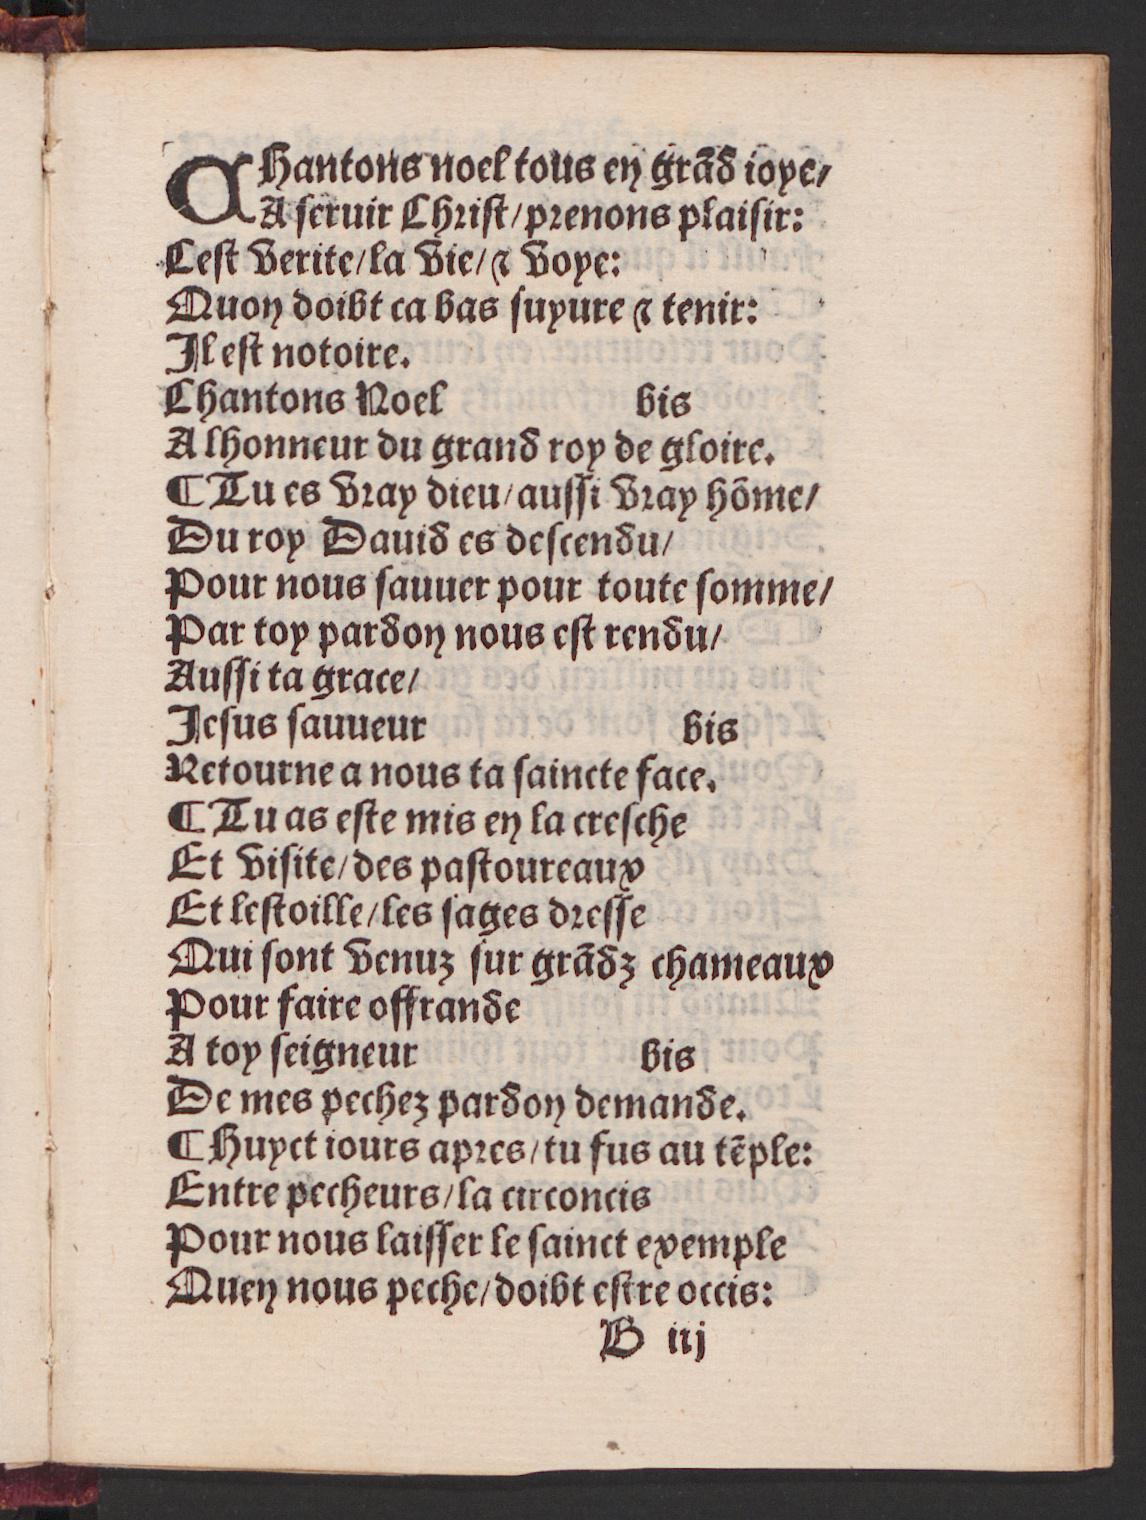 CHantons noel tous en grãd ioye/
A seruir Christ/prenons plaisir:
Cest verite/la vie/⁊ voye:
Quon doibt ca bas suyure ⁊ tenir:
Il est notoire.
Chantons Noel bis
A lhonneur du grand roy de gloire.
¶ Tu es vray dieu/aussi vray hõme/
Du roy Dauid es descendu/
Pour nous sauuer pour toute somme/
Par toy pardon nous est rendu/
Aussi ta grace/
Jesus sauueur bis
Retourne a nous ta saincte face.
¶ Tu as este mis en la cresche
Et visite/des pastoureaux
Et lestoille/les sages dresse
Qui sont venuz sur grãdz chameaux
Pour faire offrande
A toy seigneur bis
De mes pechez pardon demande.
¶ Huyct iours apres/tu fus au tẽple:
Entre pecheurs/la circoncis
Pour nous laisser le sainct exemple
Quen nous peche/doibt estre occis:
B iij